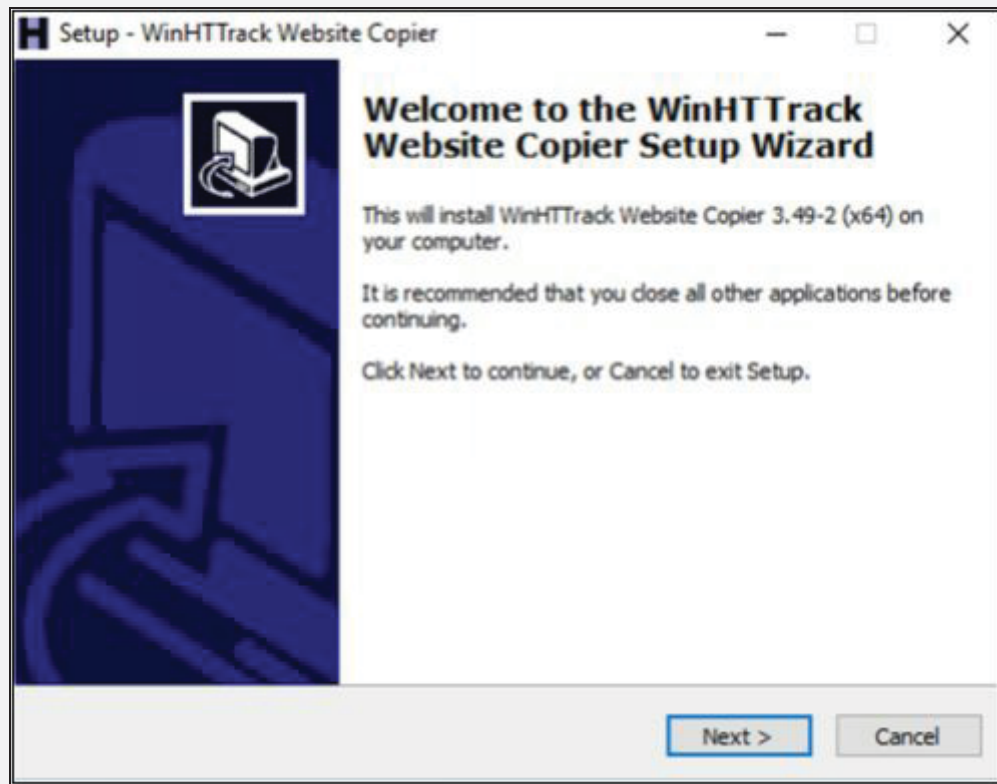 Setup - WinHTTrack Website Copier
Welcome to the WinHTTrack
Website Copier Setup Wizard
This will install WinHTTrack Website Copier 3.49-2 (x64) on
your computer.
It is recommended that you close all other applications before
continuing.
Click Next to continue, or Cancel to exit Setup.
Next >
Cancel